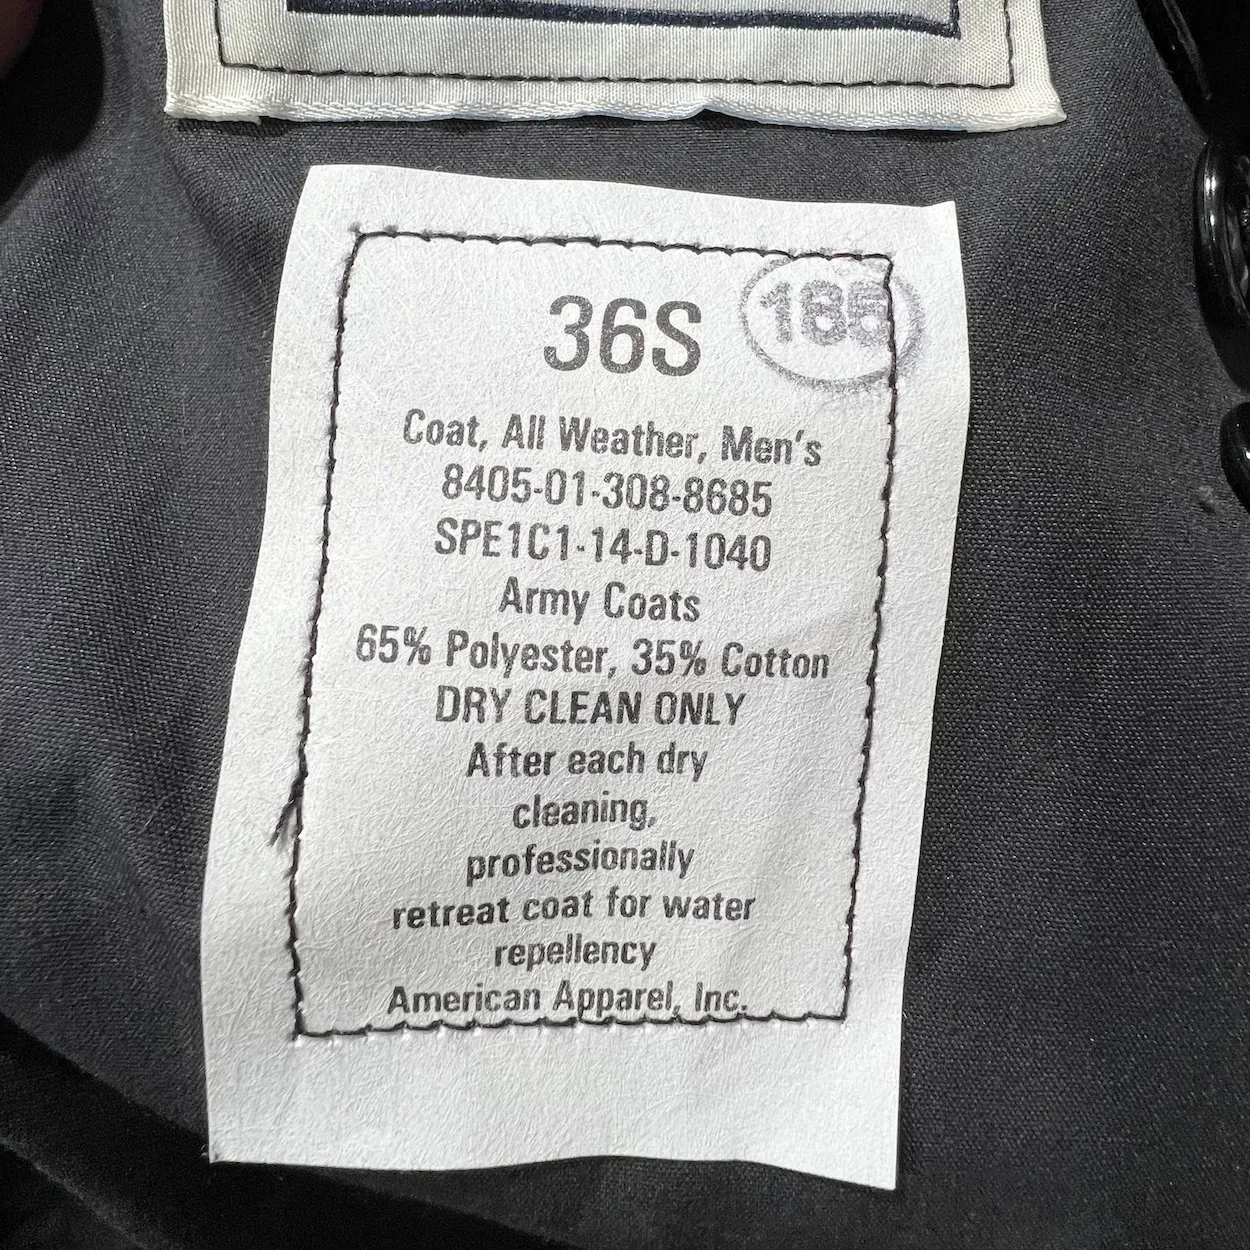 36S
185
Coat, All Weather, Men's
8405-01-308-8685
SPE1C1-14-D-1040
Army Coats
65% Polyester, 35% Cotton
DRY CLEAN ONLY
After each dry
cleaning,
professionally
retreat coat for water
repellency
American Apparel, Inc.